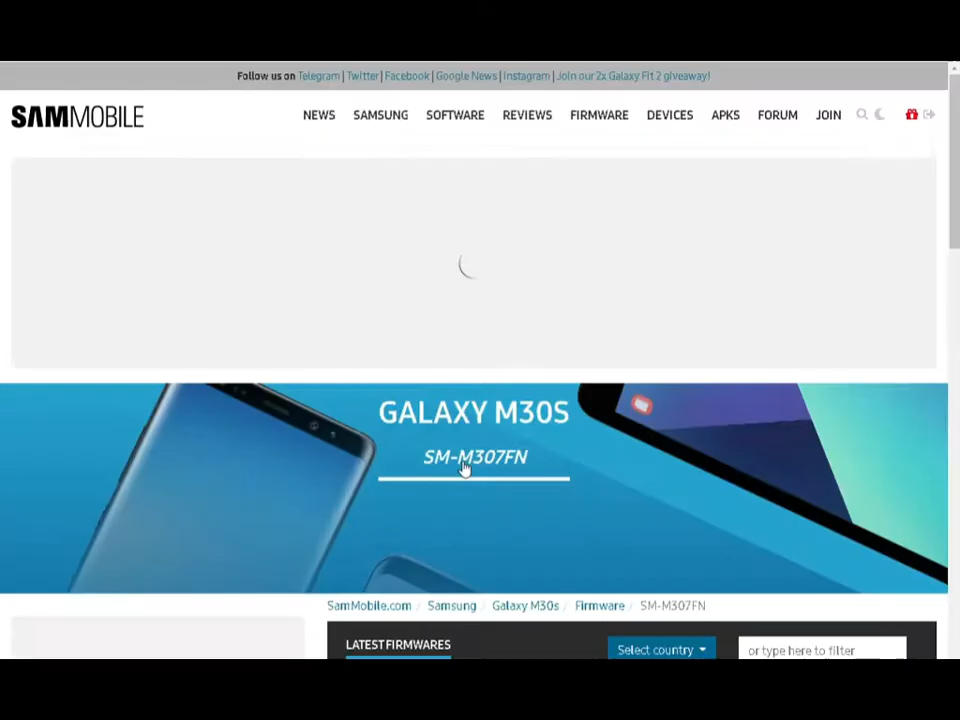 Follow us on Telegram | Twitter | Facebook | Google News | Instagram | Join our 2x Galaxy Fit 2 giveaway!
SAMMOBILE NEWS SAMSUNG SOFTWARE REVIEWS FIRMWARE DEVICES APKS FORUM JOIN
GALAXY M30S
SM-M307FN
SamMobile.com / Samsung / Galaxy M30s / Firmware / SM-M307FN
LATEST FIRMWARES Select country or type here to filter